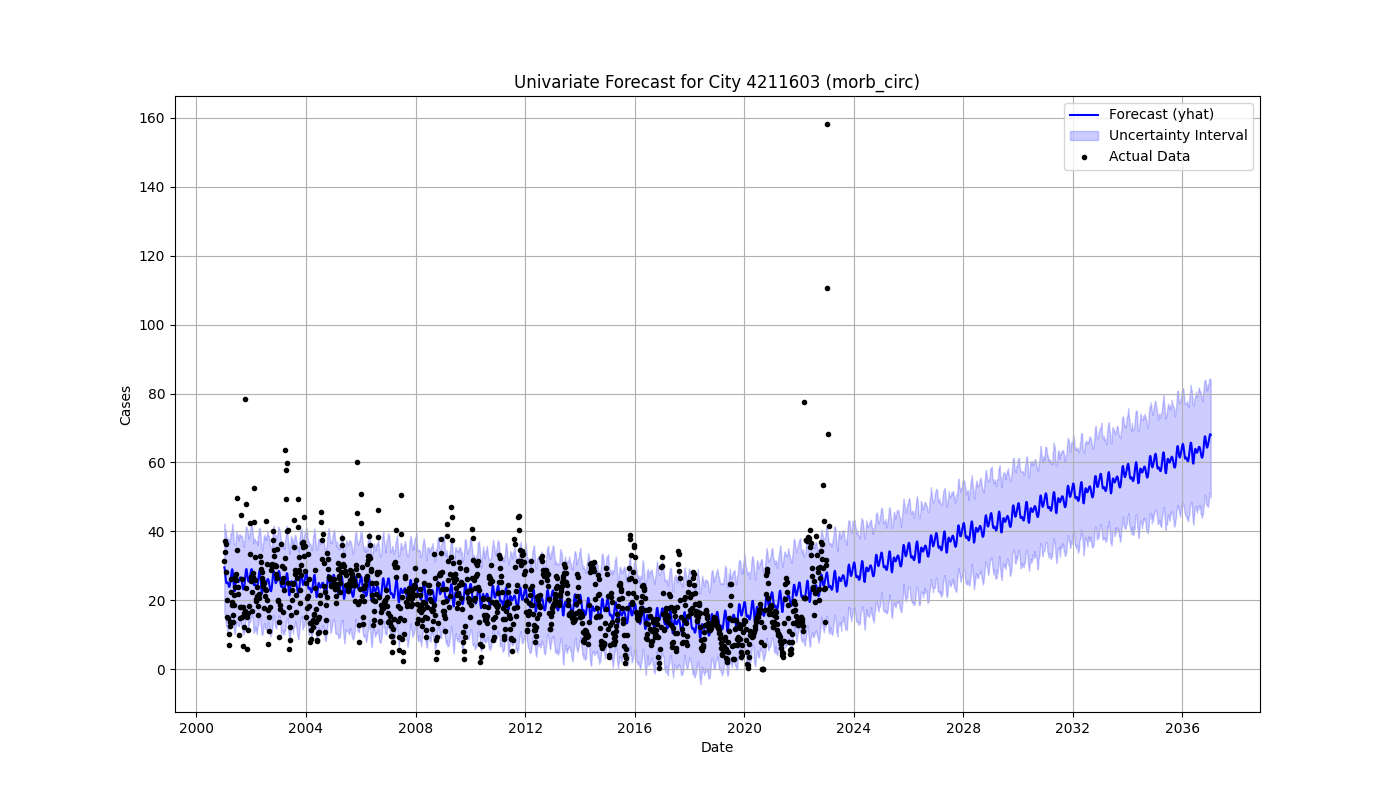 Univariate Forecast for City 4211603 (morb_circ)
Forecast (yhat)
Uncertainty Interval
Actual Data
Cases
160
140
120
100
80
60
40
20
0
2000 2004 2008 2012 2016 2020 2024 2028 2032 2036
Date